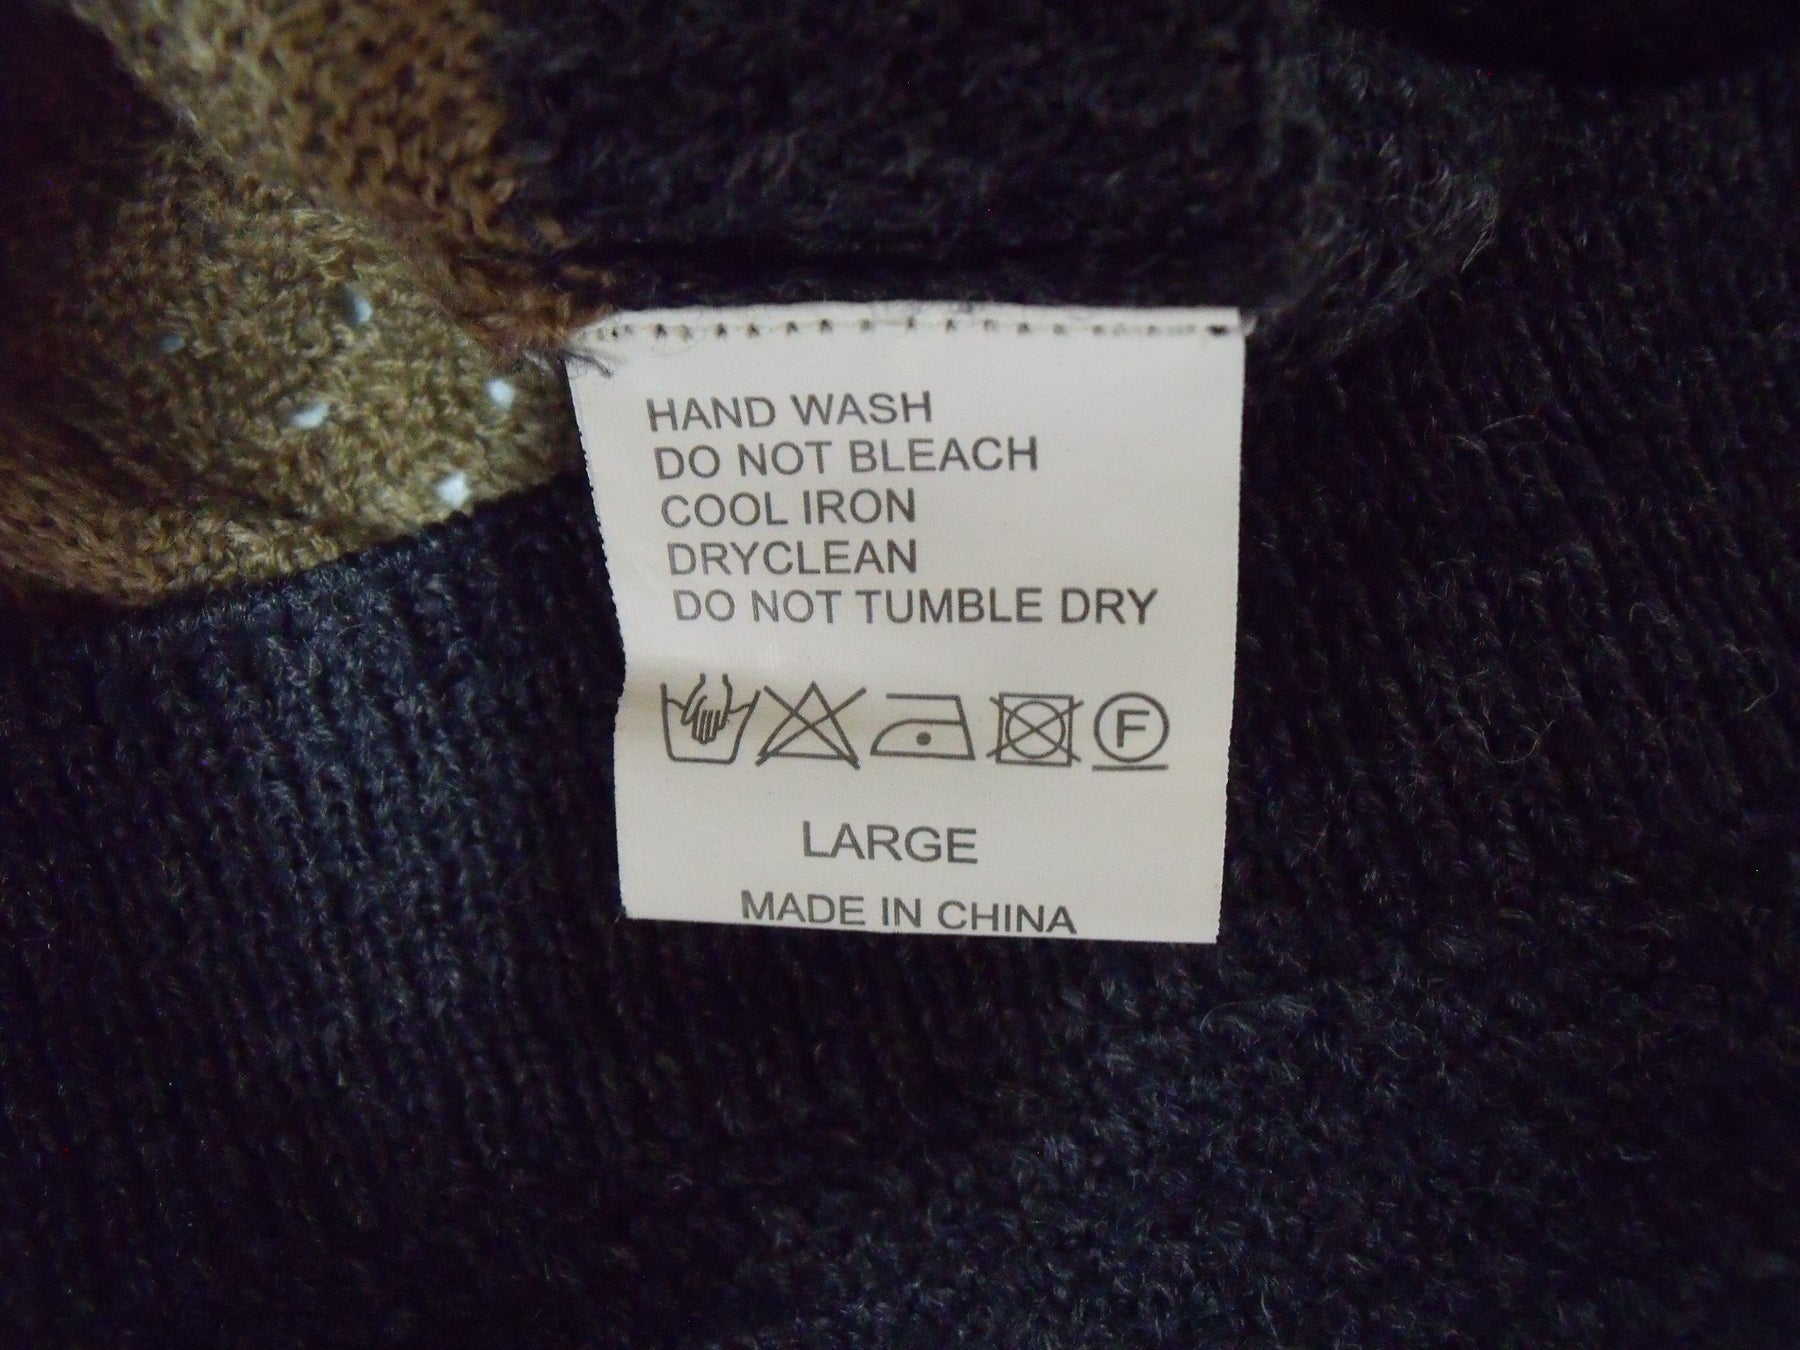 HAND WASH
DO NOT BLEACH
COOL IRON
DRYCLEAN
DO NOT TUMBLE DRY
F
LARGE
MADE IN CHINA